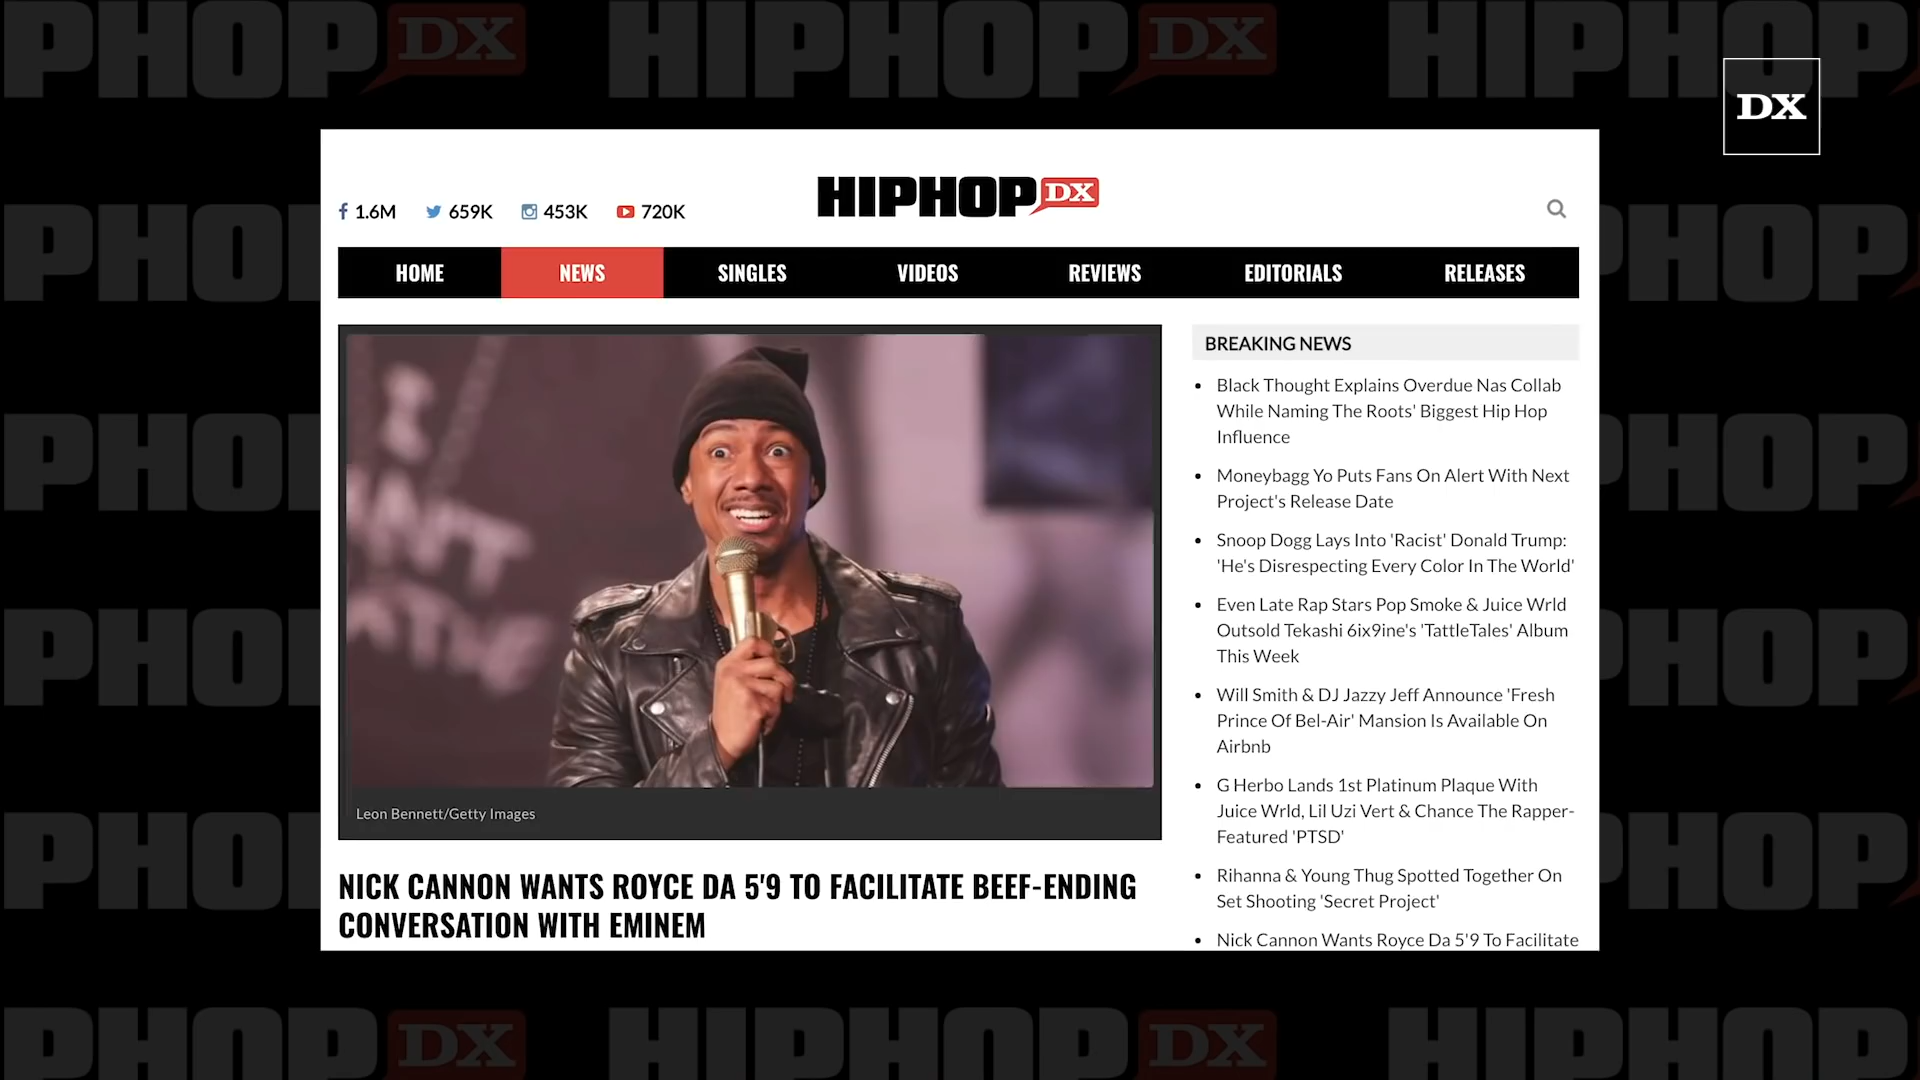 PHOP DX HIPHOP DX HIPHOP
DX
1.6M 659K 453K 720K
HIPHOP DX
HOME NEWS SINGLES VIDEOS REVIEWS EDITORIALS RELEASES
Leon Bennett/Getty Images
NICK CANNON WANTS ROYCE DA 5'9 TO FACILITATE BEEF-ENDING
CONVERSATION WITH EMINEM
BREAKING NEWS
• Black Thought Explains Overdue Nas Collab
While Naming The Roots' Biggest Hip Hop
Influence
• Moneybagg Yo Puts Fans On Alert With Next
Project's Release Date
• Snoop Dogg Lays Into 'Racist' Donald Trump:
'He's Disrespecting Every Color In The World'
• Even Late Rap Stars Pop Smoke & Juice Wrld
Outsold Tekashi 6ix9ine's 'TattleTales' Album
This Week
• Will Smith & DJ Jazzy Jeff Announce 'Fresh
Prince Of Bel-Air' Mansion Is Available On
Airbnb
• G Herbo Lands 1st Platinum Plaque With
Juice Wrld, Lil Uzi Vert & Chance The Rapper-
Featured 'PTSD'
• Rihanna & Young Thug Spotted Together On
Set Shooting 'Secret Project'
• Nick Cannon Wants Royce Da 5'9 To Facilitate
PHOP DX HIPHOP DX HIPHOP